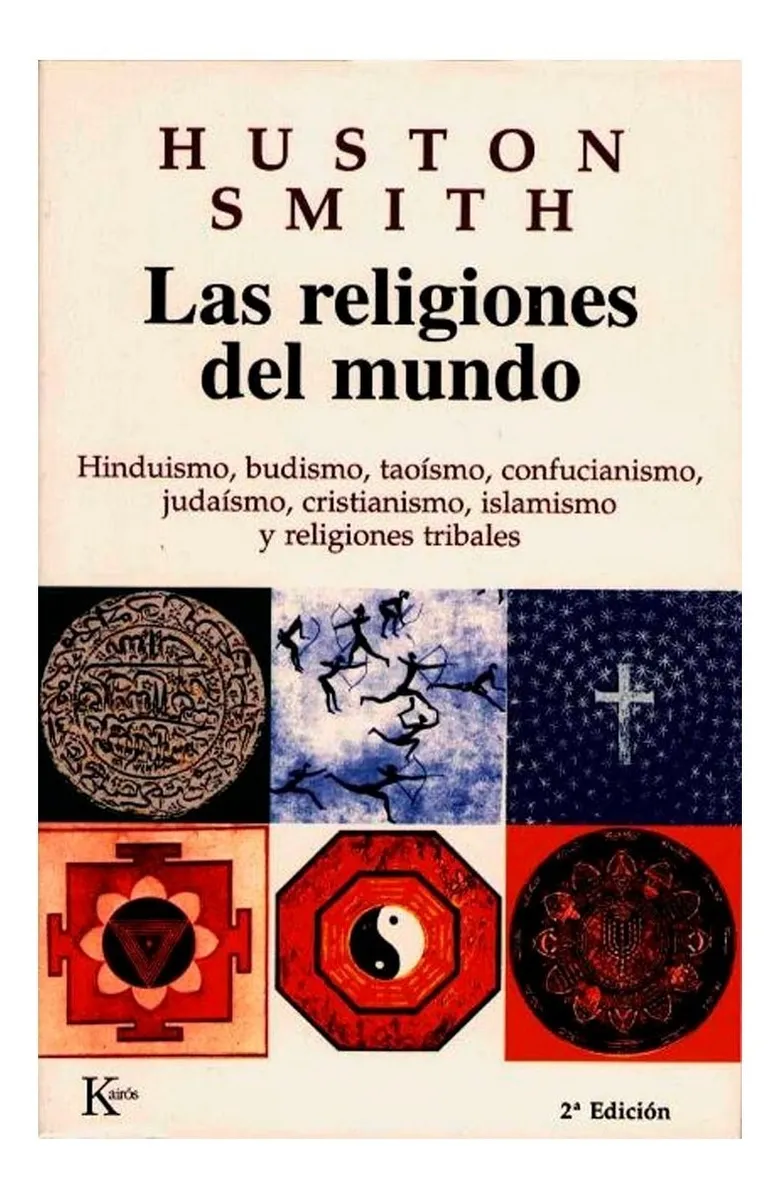 HUSTON
SMITH
Las religiones
del mundo
Hinduismo, budismo, taoísmo, confucianismo,
judaísmo, cristianismo, islamismo
y religiones tribales
Kairós
2ª Edición